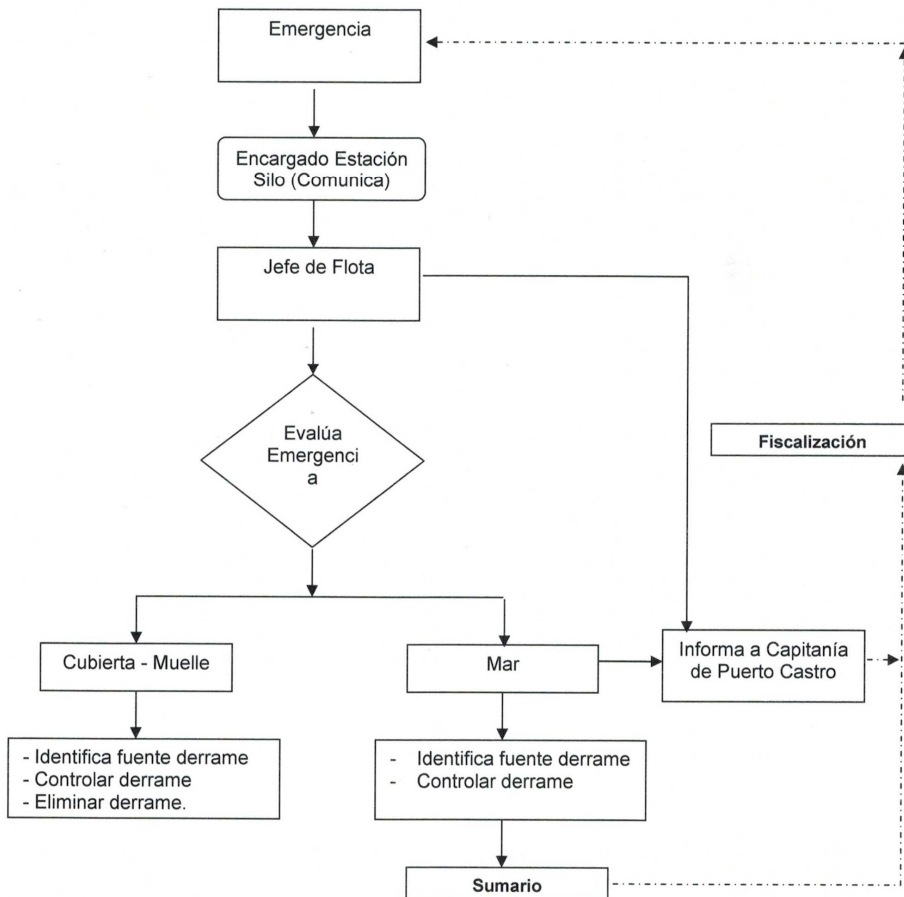 Emergencia
Encargado Estación
Silo (Comunica)
Jefe de Flota
Evalúa
Emergenci
a
Fiscalización
Cubierta - Muelle
Mar
Informa a Capitanía
de Puerto Castro
- Identifica fuente derrame
- Controlar derrame
- Eliminar derrame.
- Identifica fuente derrame
- Controlar derrame
Sumario